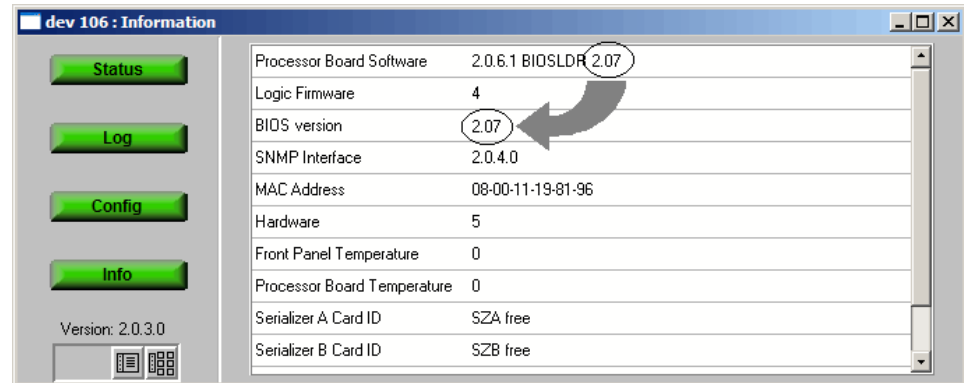 dev 106 : Information
Status
Log
Config
Info
Version: 2.0.3.0
Processor Board Software 2.0.6.1 BIOSLDR 2.07
Logic Firmware 4
BIOS version 2.07
SNMP Interface 2.0.4.0
MAC Address 08-00-11-19-81-96
Hardware 5
Front Panel Temperature 0
Processor Board Temperature 0
Serializer A Card ID SZA free
Serializer B Card ID SZB free